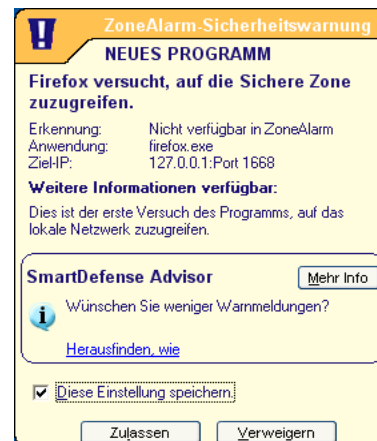 ZoneAlarm-Sicherheitswarnung
NEUES PROGRAMM
Firefox versucht, auf die Sichere Zone
zuzugreifen.
Erkennung: Nicht verfügbar in ZoneAlarm
Anwendung: firefox.exe
Ziel-IP: 127.0.0.1:Port 1668
Weitere Informationen verfügbar:
Dies ist der erste Versuch des Programms, auf das
lokale Netzwerk zuzugreifen.
SmartDefense Advisor Mehr Info
Wünschen Sie weniger Warnmeldungen?
Herausfinden, wie
Diese Einstellung speichern.
Zulassen Verweigern